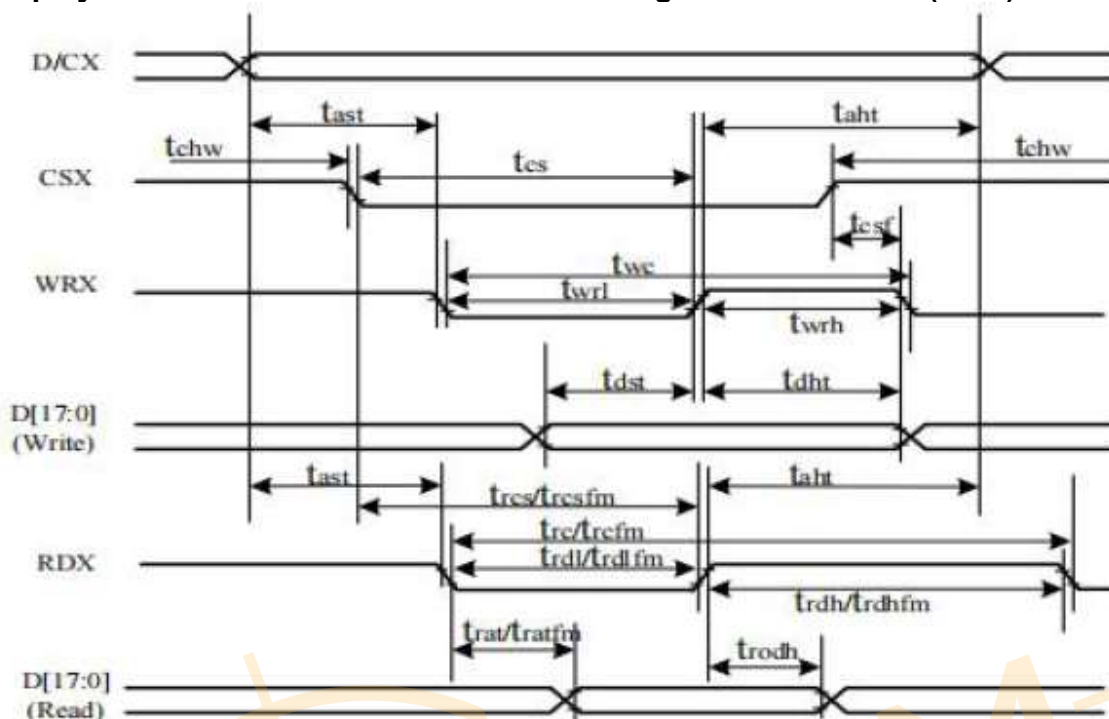 D/CX
tast
taht
tchw
tchw
CSX
tcs
tcsf
twc
WRX
twrl
twrh
tdst
tdht
D[17:0]
(Write)
tast
taht
trcs/trcsfm
trc/trcfm
RDX
trdl/trdlfm
trdh/trdhfm
trat/tratfm
trodh
D[17:0]
(Read)